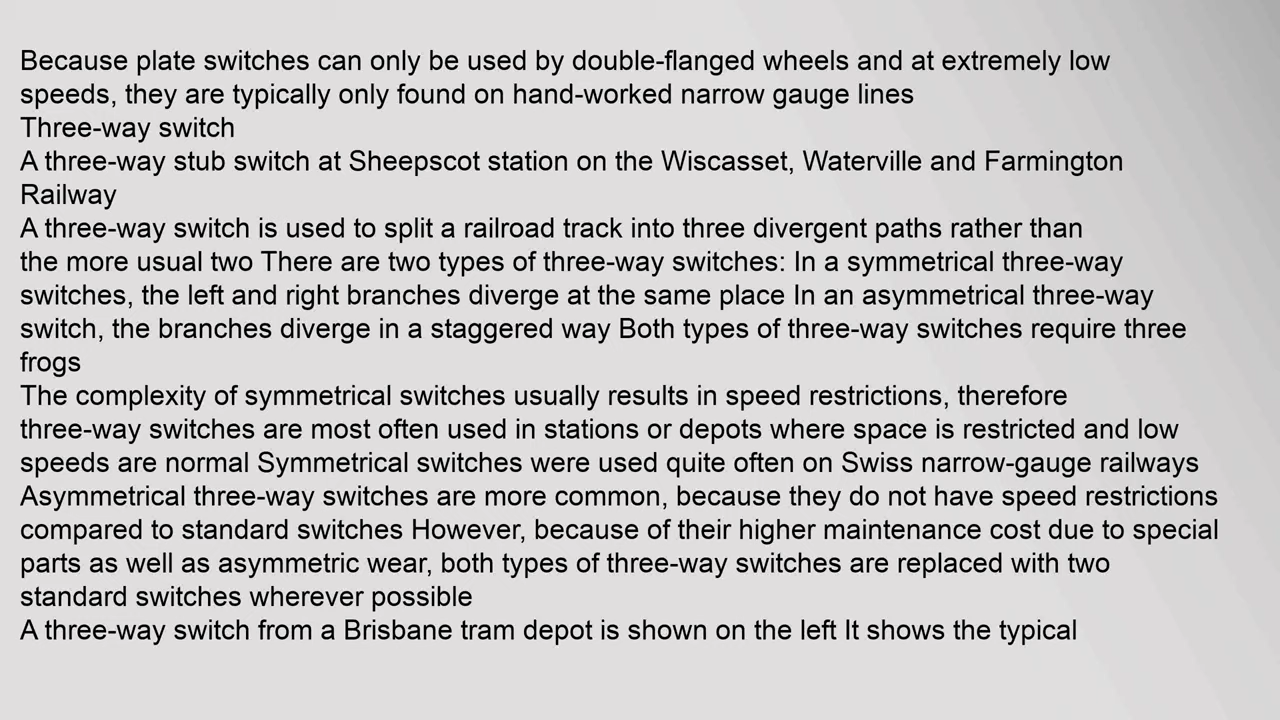 Because plate switches can only be used by double-flanged wheels and at extremely low
speeds, they are typically only found on hand-worked narrow gauge lines
Three-way switch
A three-way stub switch at Sheepscot station on the Wiscasset, Waterville and Farmington
Railway
A three-way switch is used to split a railroad track into three divergent paths rather than
the more usual two There are two types of three-way switches: In a symmetrical three-way
switches, the left and right branches diverge at the same place In an asymmetrical three-way
switch, the branches diverge in a staggered way Both types of three-way switches require three
frogs
The complexity of symmetrical switches usually results in speed restrictions, therefore
three-way switches are most often used in stations or depots where space is restricted and low
speeds are normal Symmetrical switches were used quite often on Swiss narrow-gauge railways
Asymmetrical three-way switches are more common, because they do not have speed restrictions
compared to standard switches However, because of their higher maintenance cost due to special
parts as well as asymmetric wear, both types of three-way switches are replaced with two
standard switches wherever possible
A three-way switch from a Brisbane tram depot is shown on the left It shows the typical